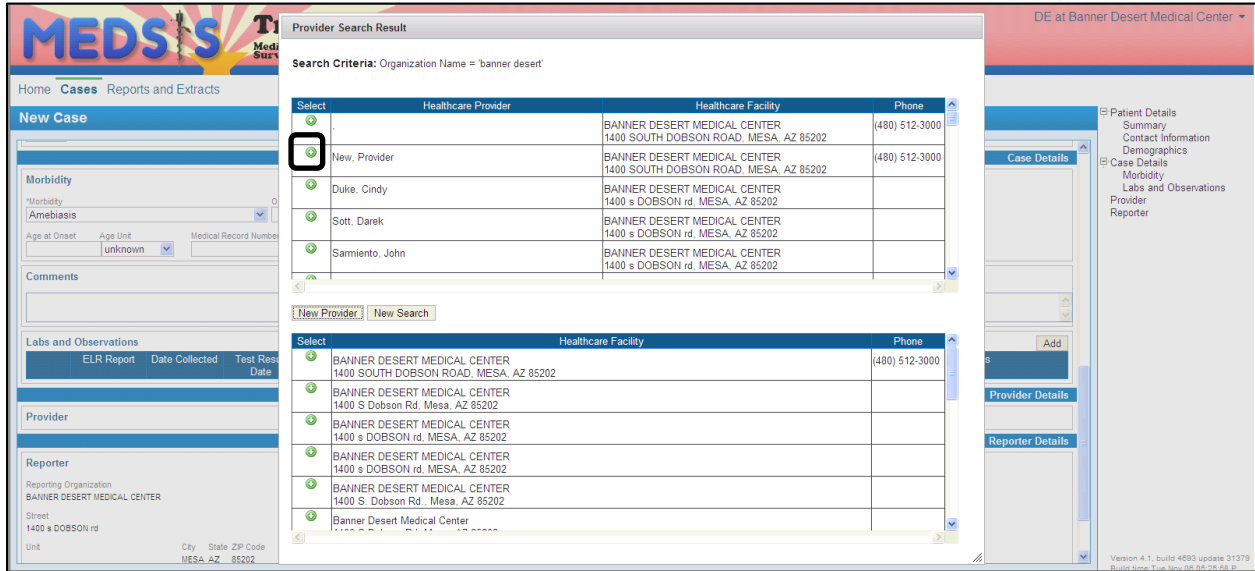 MEDSIS
DE at Banner Desert Medical Center
Home Cases Reports and Extracts
New Case
Case Details
Morbidity
*Morbidity
Amebiasis
Age at Onset Age Unit Medical Record Number
unknown
Comments
Labs and Observations
Add
ELR Report Date Collected
Date
Provider Details
Provider
Reporter Details
Reporter
Reporting Organization
BANNER DESERT MEDICAL CENTER
Street
1400 s DOBSON rd
Unit City State ZIP Code
MESA AZ 85202
Provider Search Result
Search Criteria: Organization Name = 'banner desert'
Select Healthcare Provider Healthcare Facility Phone
, BANNER DESERT MEDICAL CENTER (480) 512-3000
1400 SOUTH DOBSON ROAD, MESA, AZ 85202
New, Provider BANNER DESERT MEDICAL CENTER (480) 512-3000
1400 SOUTH DOBSON ROAD, MESA, AZ 85202
Duke, Cindy BANNER DESERT MEDICAL CENTER
1400 s DOBSON rd, MESA, AZ 85202
Sott, Darek BANNER DESERT MEDICAL CENTER
1400 s DOBSON rd, MESA, AZ 85202
Sarmiento, John BANNER DESERT MEDICAL CENTER
1400 s DOBSON rd, MESA, AZ 85202
New Provider New Search
Select Healthcare Facility Phone
BANNER DESERT MEDICAL CENTER (480) 512-3000
1400 SOUTH DOBSON ROAD, MESA, AZ 85202
BANNER DESERT MEDICAL CENTER
1400 S Dobson Rd, Mesa, AZ 85202
BANNER DESERT MEDICAL CENTER
1400 s DOBSON rd, MESA, AZ 85202
BANNER DESERT MEDICAL CENTER
1400 s DOBSON rd, MESA, AZ 85202
BANNER DESERT MEDICAL CENTER
1400 S. Dobson Rd., Mesa, AZ 85202
Banner Desert Medical Center
Patient Details
Summary
Contact Information
Demographics
Case Details
Morbidity
Labs and Observations
Provider
Reporter
Version 4.1, build 4693 update 31379
Build time:Tue Nov 06 05:25:58 P